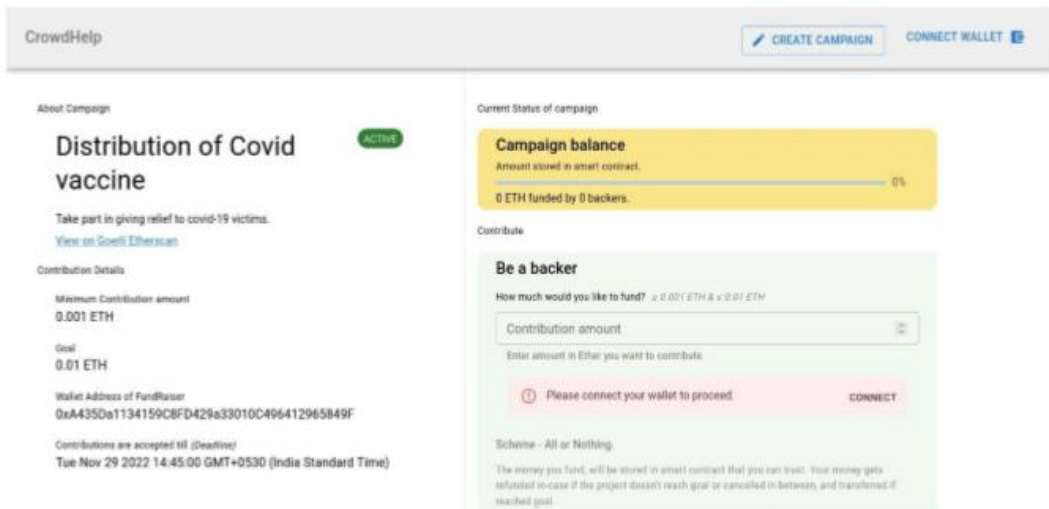 CrowdHelp
CREATE CAMPAIGN
CONNECT WALLET
About Campaign
Distribution of Covid
vaccine
ACTIVE
Take part in giving relief to covid-19 victims.
View on Goerli Etherscan
Contribution Details
Minimum Contribution amount
0.001 ETH
Goal
0.01 ETH
Wallet Address of FundRaiser
0xA435Da1134159C8FD429a33010C496412965849F
Contributions are accepted till (Deadline)
Tue Nov 29 2022 14:45:00 GMT+0530 (India Standard Time)
Current Status of campaign
Campaign balance
Amount stored in smart contract.
0%
0 ETH funded by 0 backers.
Contribute
Be a backer
How much would you like to fund? ≥ 0.001 ETH & ≤ 0.01 ETH
Contribution amount
Enter amount in Ether you want to contribute.
Please connect your wallet to proceed.
CONNECT
Scheme - All or Nothing.
The money you fund, will be stored in smart contract that you can trust. Your money gets
refunded in-case if the project doesn't reach goal or cancelled in-between, and transferred if
reached goal.